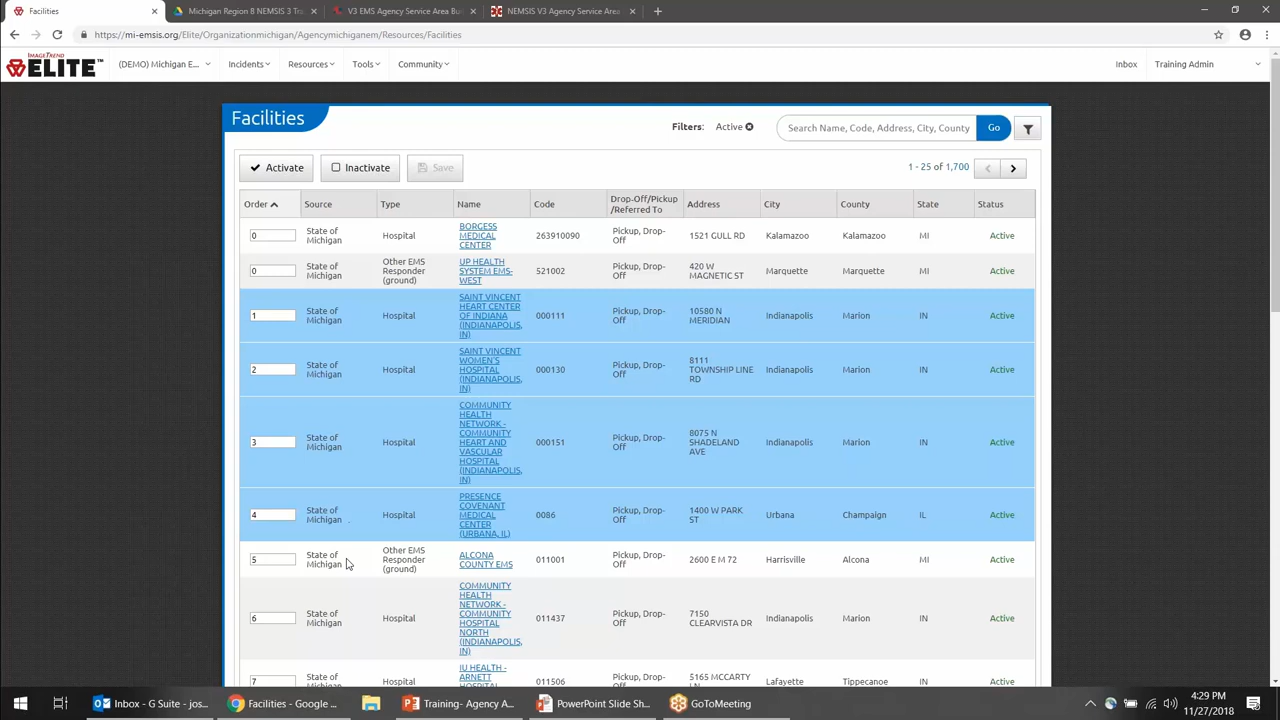 Facilities
Michigan Region 8 NEMSIS 3 Tra
V3 EMS Agency Service Area Bu
NEMSIS V3 Agency Service Area
https://mi-emsis.org/Elite/Organizationmichigan/Agencymichiganem/Resources/Facilities
IMAGETREND
ELITE™
(DEMO) Michigan E...
Incidents
Resources
Tools
Community
Inbox
Training Admin
Facilities
Filters: Active
Search Name, Code, Address, City, County
Go
Activate
Inactivate
Save
1 - 25 of 1,700
Order
Source
Type
Name
Code
Drop-Off/Pickup
/Referred To
Address
City
County
State
Status
0
State of
Michigan
Hospital
BORGESS
MEDICAL
CENTER
263910090
Pickup, Drop-
Off
1521 GULL RD
Kalamazoo
Kalamazoo
MI
Active
0
State of
Michigan
Other EMS
Responder
(ground)
UP HEALTH
SYSTEM EMS-
WEST
521002
Pickup, Drop-
Off
420 W
MAGNETIC ST
Marquette
Marquette
MI
Active
1
State of
Michigan
Hospital
SAINT VINCENT
HEART CENTER
OF INDIANA
(INDIANAPOLIS,
IN)
000111
Pickup, Drop-
Off
10580 N
MERIDIAN
Indianapolis
Marion
IN
Active
2
State of
Michigan
Hospital
SAINT VINCENT
WOMEN'S
HOSPITAL
(INDIANAPOLIS,
IN)
000130
Pickup, Drop-
Off
8111
TOWNSHIP LINE
RD
Indianapolis
Marion
IN
Active
3
State of
Michigan
Hospital
COMMUNITY
HEALTH
NETWORK -
COMMUNITY
HEART AND
VASCULAR
HOSPITAL
(INDIANAPOLIS,
IN)
000151
Pickup, Drop-
Off
8075 N
SHADELAND
AVE
Indianapolis
Marion
IN
Active
4
State of
Michigan
Hospital
PRESENCE
COVENANT
MEDICAL
CENTER
(URBANA, IL)
0086
Pickup, Drop-
Off
1400 W PARK
ST
Urbana
Champaign
IL
Active
5
State of
Michigan
Other EMS
Responder
(ground)
ALCONA
COUNTY EMS
011001
Pickup, Drop-
Off
2600 E M 72
Harrisville
Alcona
MI
Active
6
State of
Michigan
Hospital
COMMUNITY
HEALTH
NETWORK -
COMMUNITY
HOSPITAL
NORTH
(INDIANAPOLIS,
IN)
011437
Pickup, Drop-
Off
7150
CLEARVISTA DR
Indianapolis
Marion
IN
Active
7
State of
Michigan
Hospital
IU HEALTH -
ARNETT
HOSPITAL
011506
Pickup, Drop-
Off
5165 MCCARTY
LN
Lafayette
Tippecanoe
IN
Active
Inbox - G Suite - jos...
Facilities - Google ...
Training- Agency A...
PowerPoint Slide Sh...
GoToMeeting
4:29 PM
11/27/2018